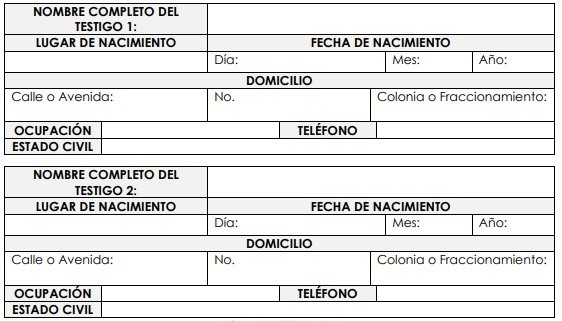 NOMBRE COMPLETO DEL
TESTIGO 1:
LUGAR DE NACIMIENTO FECHA DE NACIMIENTO
Día: Mes: Año:
DOMICILIO
Calle o Avenida: No. Colonia o Fraccionamiento:
OCUPACIÓN TELÉFONO
ESTADO CIVIL
NOMBRE COMPLETO DEL
TESTIGO 2:
LUGAR DE NACIMIENTO FECHA DE NACIMIENTO
Día: Mes: Año:
DOMICILIO
Calle o Avenida: No. Colonia o Fraccionamiento:
OCUPACIÓN TELÉFONO
ESTADO CIVIL